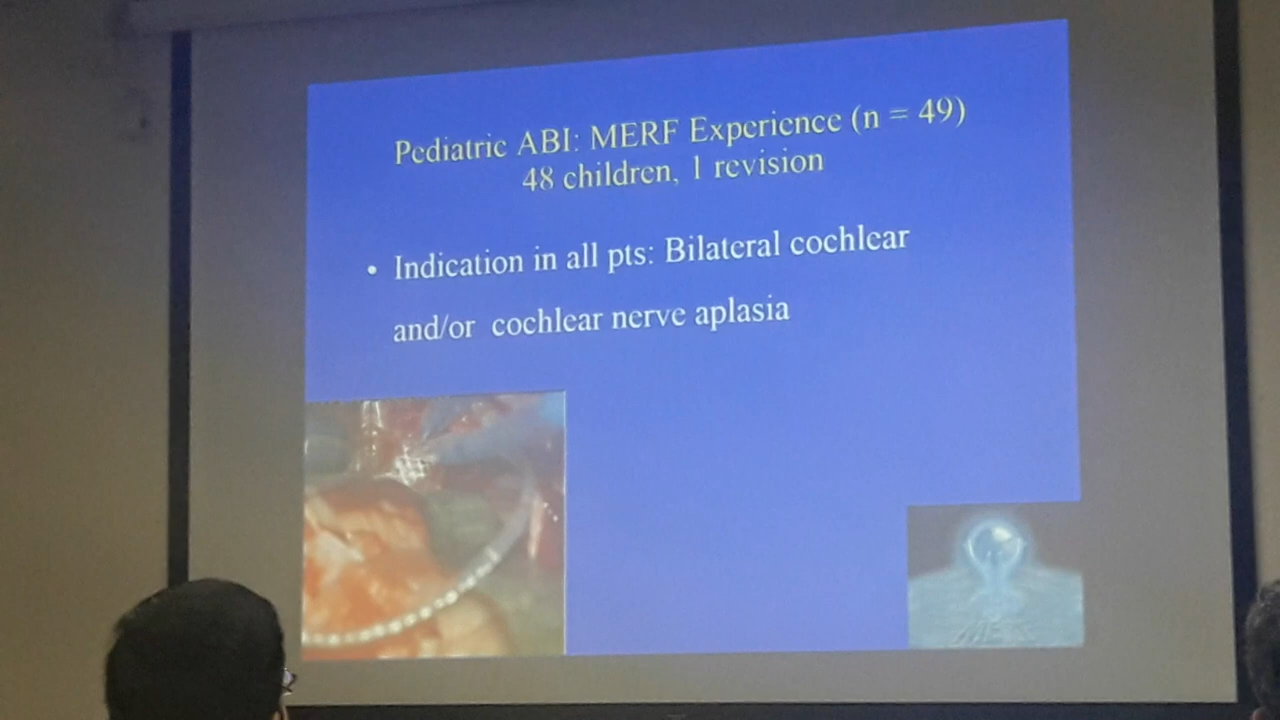 Pediatric ABI: MERF Experience (n = 49)
48 children, 1 revision
• Indication in all pts: Bilateral cochlear
and/or cochlear nerve aplasia